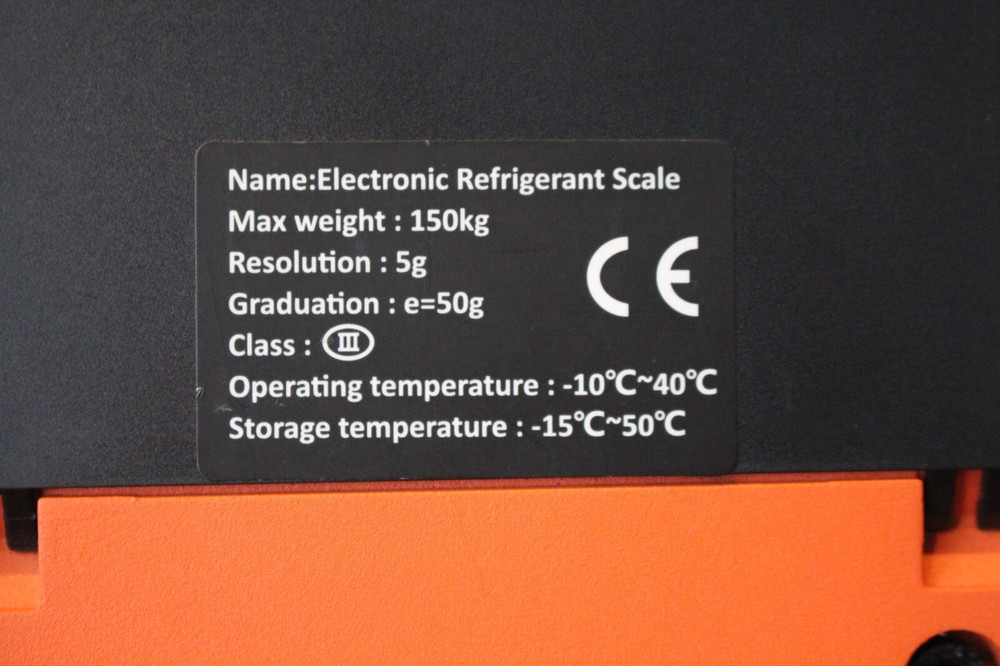 Name:Electronic Refrigerant Scale
Max weight : 150kg
Resolution : 5g
CE
Graduation : e=50g
Class : III
Operating temperature : -10℃~40℃
Storage temperature : -15℃~50℃